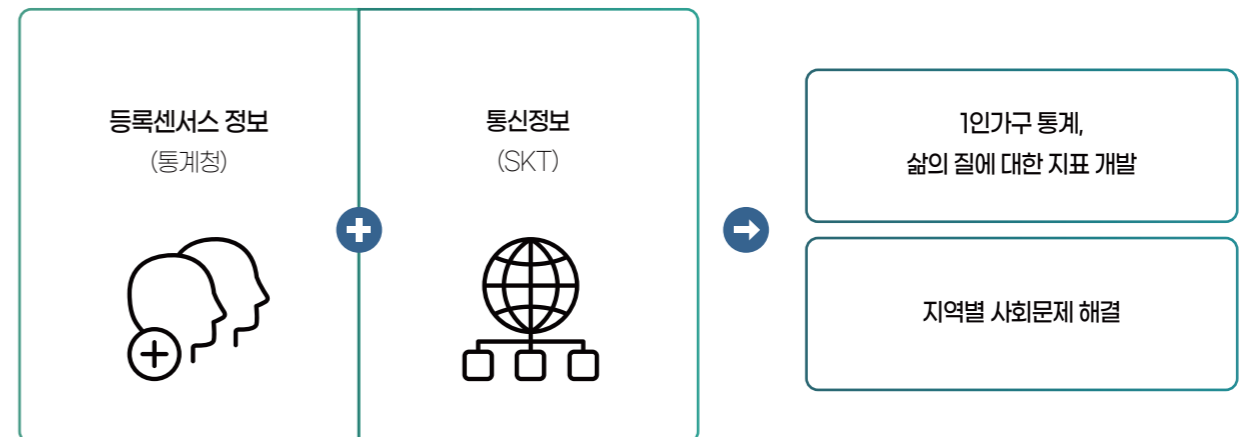 등록센서스 정보
(통계청)
통신정보
(SKT)
1인가구 통계,
삶의 질에 대한 지표 개발
지역별 사회문제 해결